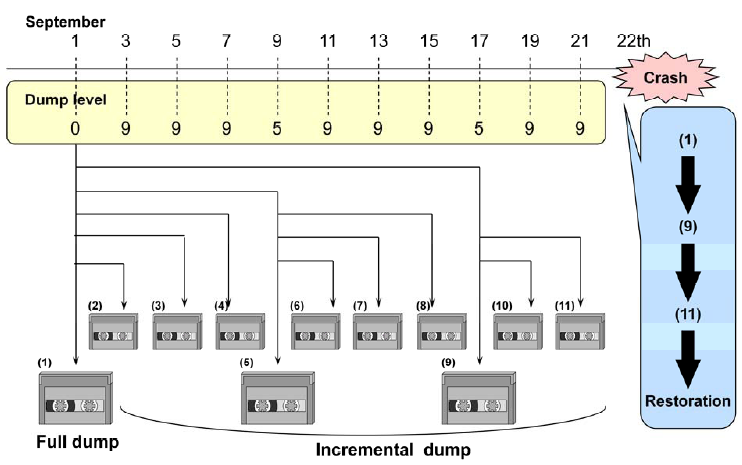 September
1 3 5 7 9 11 13 15 17 19 21 22th
Crash
Dump level
0 9 9 9 5 9 9 9 5 9 9
(1)
(9)
(11)
Restoration
(2) (3) (4) (6) (7) (8) (10) (11)
(1) (5) (9)
Full dump
Incremental dump